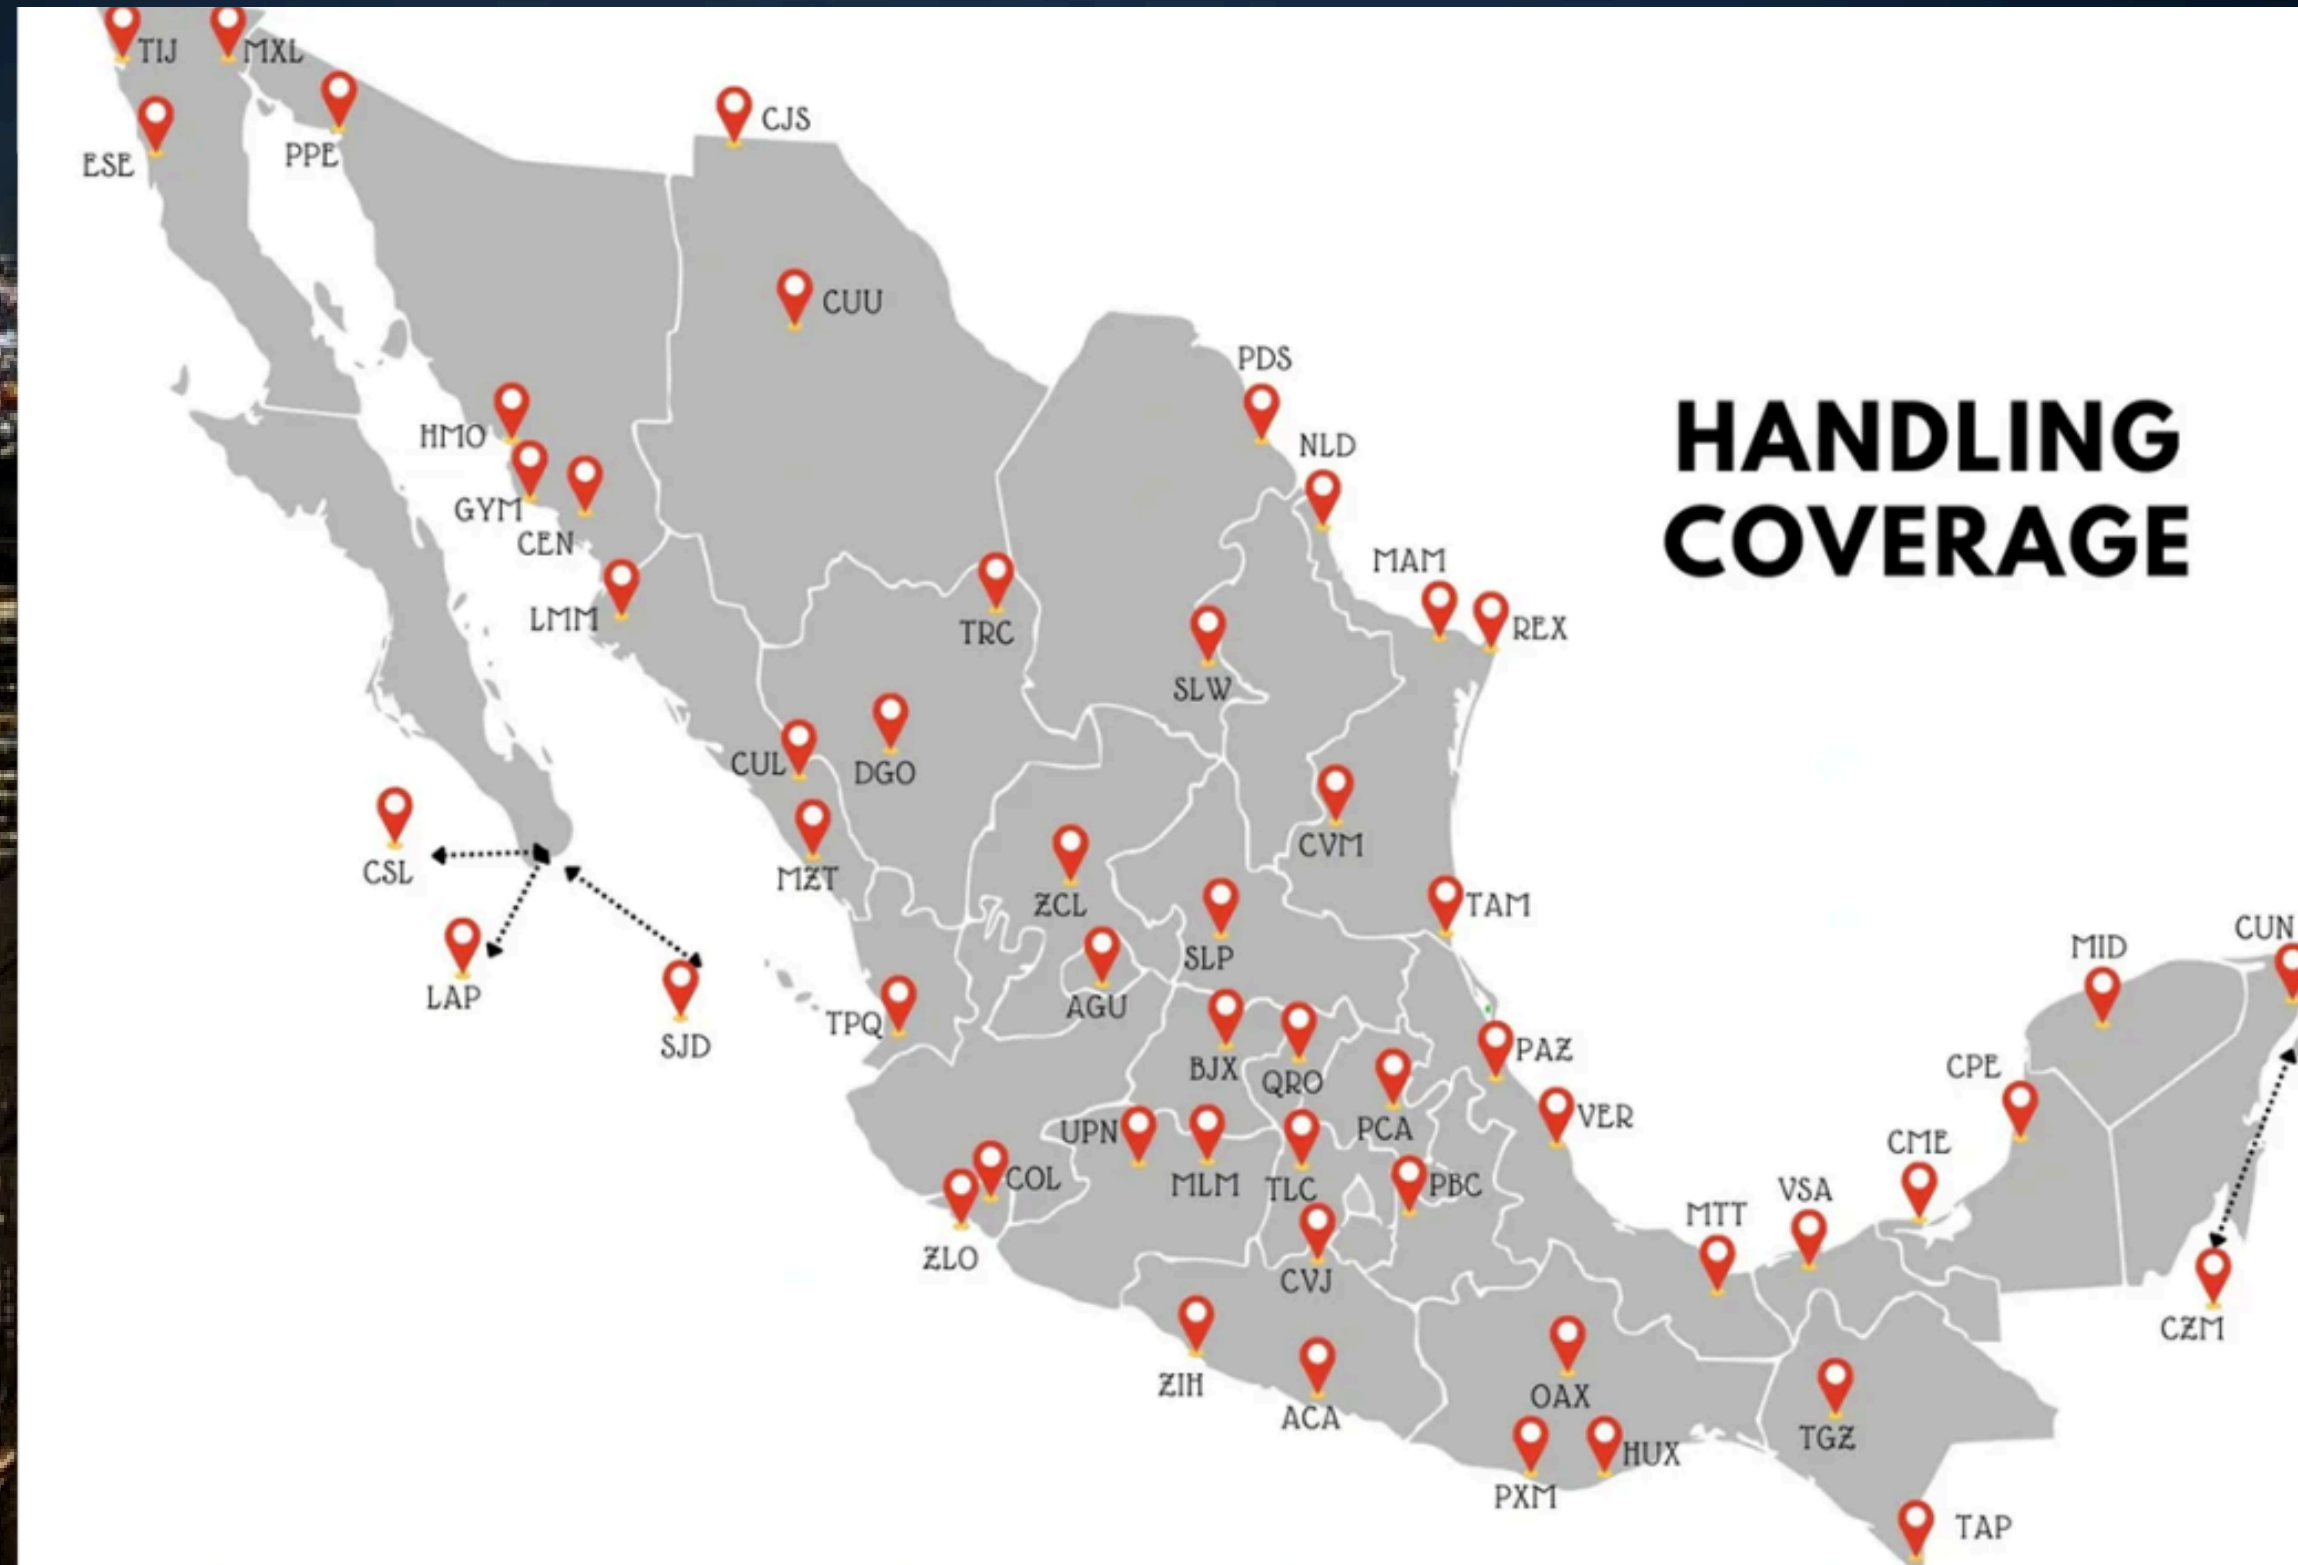 TIJ
MXL
CJS
PPE
ESE
CUU
PDS
HANDLING
COVERAGE
HMO
NLD
GYM
CEN
MAM
LMM
TRC
REX
SLW
CUL
DGO
CVM
CSL
MZT
ZCL
TAM
SLP
CUN
MID
LAP
AGU
TPQ
SJD
PAZ
BJX
QRO
CPE
UPN
PCA
VER
CME
COL
MLM
TLC
PBC
VSA
MTT
ZLO
CVJ
CZM
ZIH
OAX
ACA
TGZ
HUX
PXM
TAP